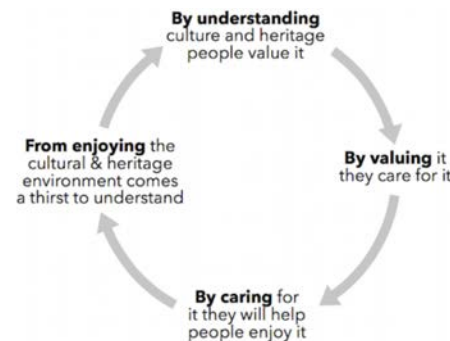 By understanding
culture and heritage
people value it
By valuing it
they care for it
By caring for
it they will help
people enjoy it
From enjoying the
cultural & heritage
environment comes
a thirst to understand